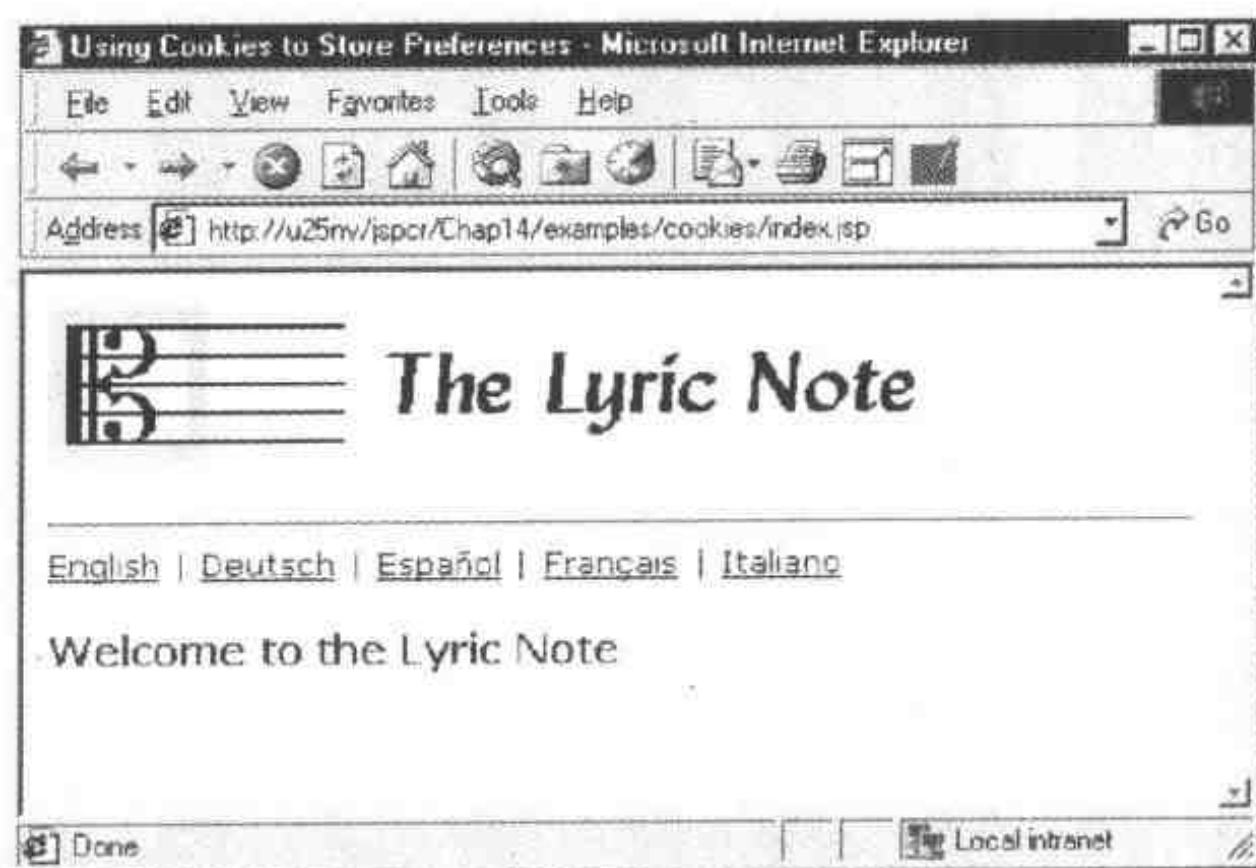 Using Cookies to Store Preferences - Microsoft Internet Explorer
File Edit View Favorites Tools Help
Address http://u25nv/jspcr/Chap14/examples/cookies/index.jsp Go
The Lyric Note
English | Deutsch | Español | Français | Italiano
Welcome to the Lyric Note
Done Local intranet